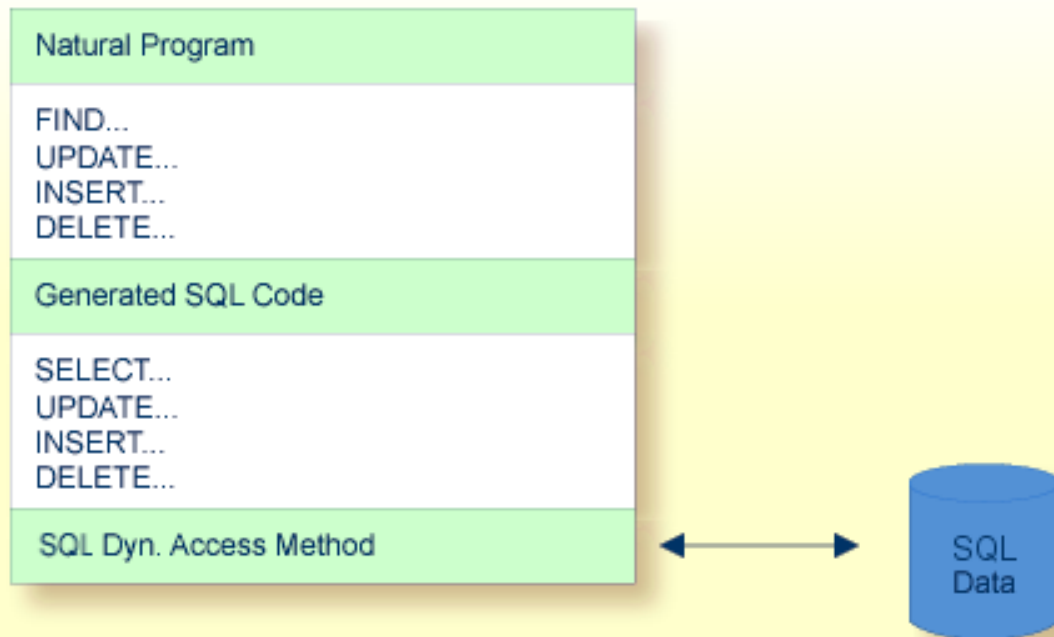 Natural Program
FIND...
UPDATE...
INSERT...
DELETE...
Generated SQL Code
SELECT...
UPDATE...
INSERT...
DELETE...
SQL Dyn. Access Method
SQL
Data